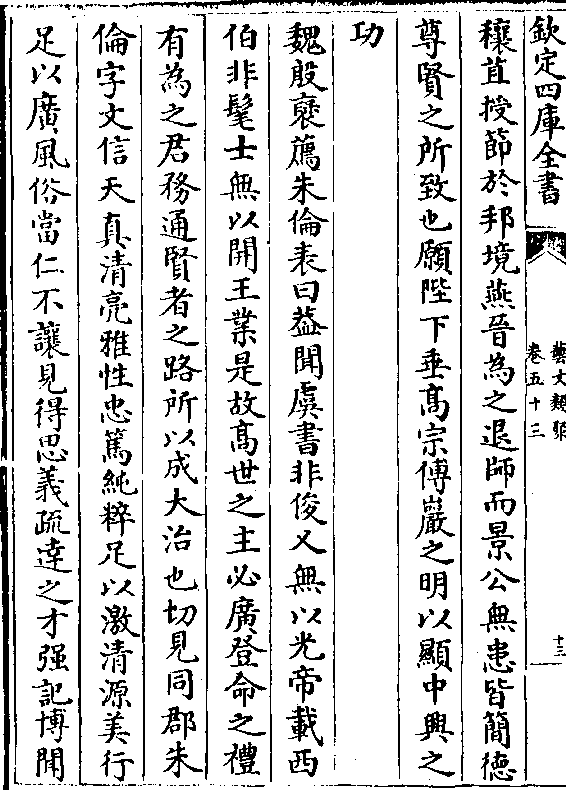 欽定四庫全書
藝文類聚
卷五十三
十三
穰苴授節於邦境燕晉為之退師而景公無患皆簡德
尊賢之所致也願陛下垂髙宗傅巖之明以顯中興之
功
魏殷襃薦朱倫表曰葢聞虞書非俊乂無以光帝載西
伯非髦士無以開王業是故髙世之主必廣登命之禮
有為之君務通賢者之路所以成大治也切見同郡朱
倫字文信天真清亮雅性忠篤純粹足以激清源美行
足以廣風俗當仁不讓見得思義疏達之才强記博聞